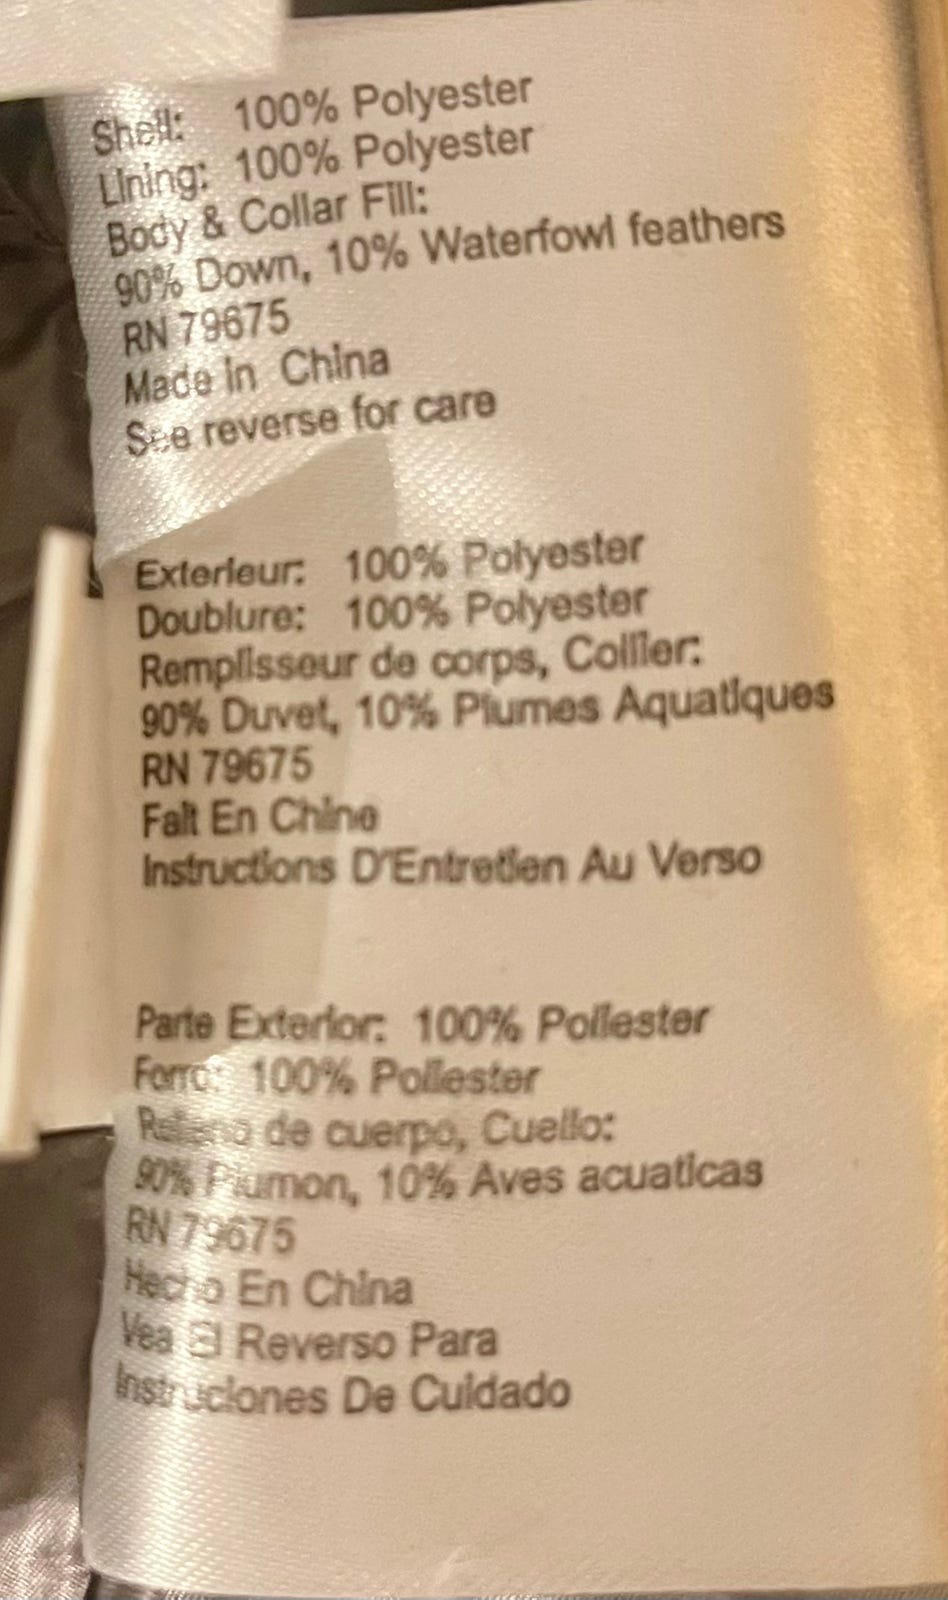 Shell: 100% Polyester
Lining: 100% Polyester
Body & Collar Fill:
90% Down, 10% Waterfowl feathers
RN 79675
Made in China
See reverse for care
Exterieur: 100% Polyester
Doublure: 100% Polyester
Remplisseur de corps, Collier:
90% Duvet, 10% Plumes Aquatiques
RN 79675
Fait En Chine
Instructions D'Entretien Au Verso
Parte Exterior: 100% Poliester
Forro: 100% Poliester
de cuerpo, Cuello:
90% Plumon, 10% Aves acuaticas
RN 79675
Hecho En China
Vea El Reverso Para
Instruciones De Cuidado